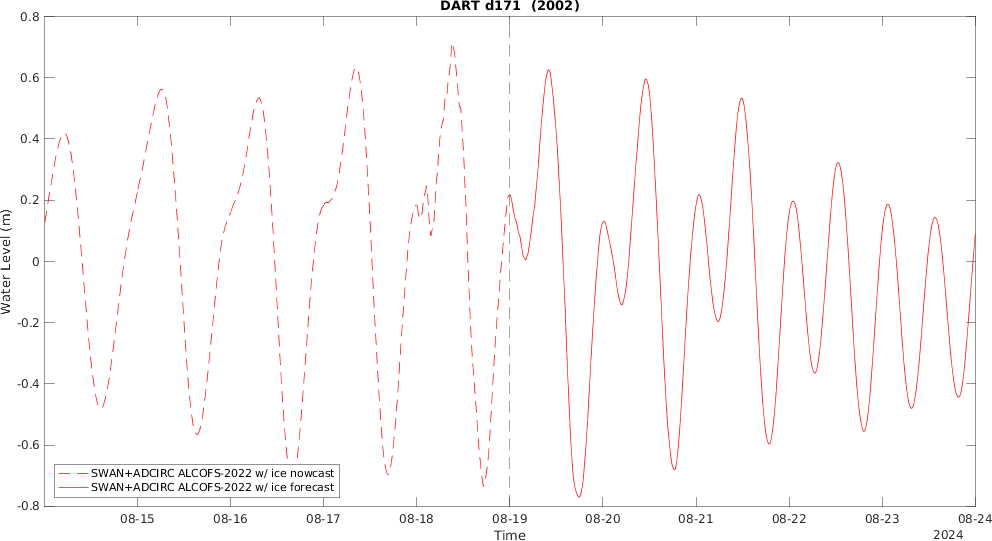 DART d171 (2002)
0.8
0.6
0.4
0.2
0
-0.2
-0.4
-0.6
-0.8
Water Level (m)
SWAN+ADCIRC ALCOFS-2022 w/ ice nowcast
SWAN+ADCIRC ALCOFS-2022 w/ ice forecast
08-15 08-16 08-17 08-18 08-19 08-20 08-21 08-22 08-23 08-24
Time
2024